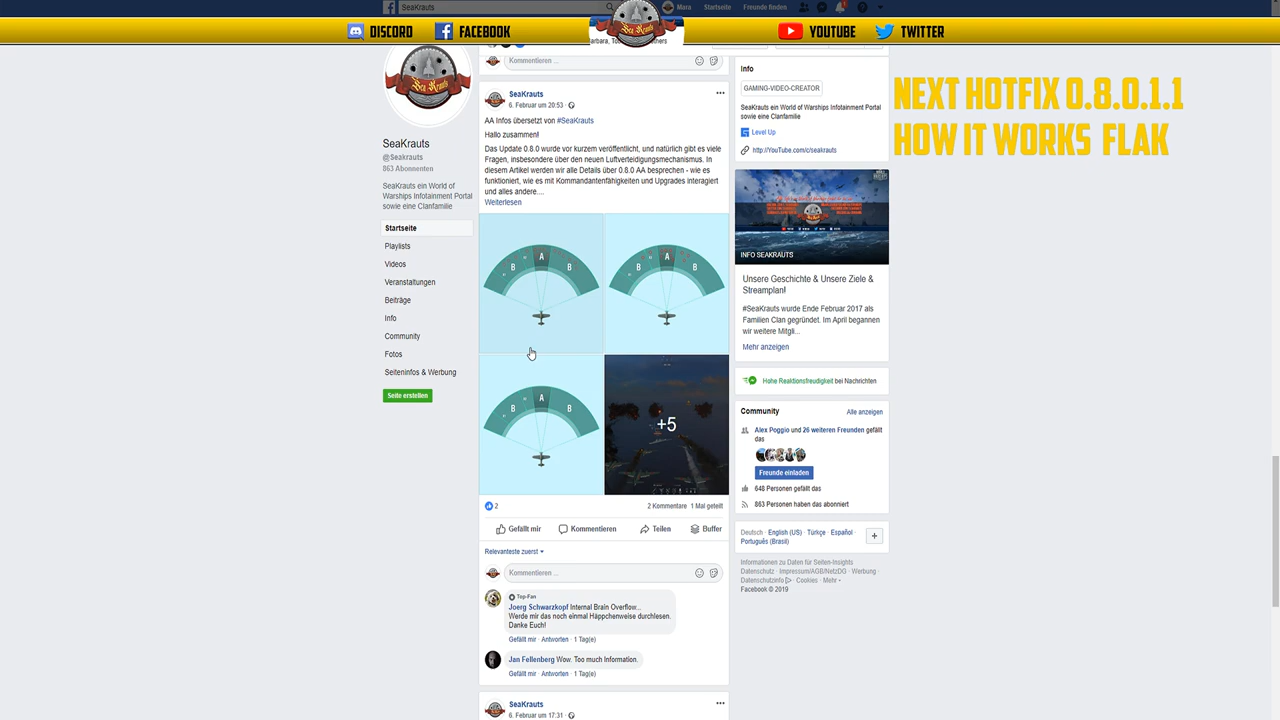 SeaKrauts
Mara
Startseite
Freunde finden
DISCORD
FACEBOOK
Sea Krauts
YOUTUBE
TWITTER
NEXT HOTFIX 0.8.0.1.1
HOW IT WORKS FLAK
Sea Krauts
SeaKrauts
@Seakrauts
863 Abonnenten
SeaKrauts ein World of
Warships Infotainment Portal
sowie eine Clanfamilie
Startseite
Playlists
Videos
Veranstaltungen
Beiträge
Info
Community
Fotos
Seiteninfos & Werbung
Seite erstellen
Kommentieren ...
SeaKrauts
6. Februar um 20:53 ·
AA Infos übersetzt von #SeaKrauts
Hallo zusammen!
Das Update 0.8.0 wurde vor kurzem veröffentlicht, und natürlich gibt es viele
Fragen, insbesondere über den neuen Luftverteidigungsmechanismus. In
diesem Artikel werden wir alle Details über 0.8.0 AA besprechen - wie es
funktioniert, wie es mit Kommandantenfähigkeiten und Upgrades interagiert
und alles andere....
Weiterlesen
B A B
B A B
B A B
+5
2
2 Kommentare 1 Mal geteilt
Gefällt mir
Kommentieren
Teilen
Buffer
Relevanteste zuerst
Kommentieren ...
Top-Fan
Joerg Schwarzkopf Internal Brain Overflow...
Werde mir das noch einmal Häppchenweise durchlesen.
Danke Euch!
Gefällt mir · Antworten · 1 Tag(e)
Jan Fellenberg Wow. Too much Information.
Gefällt mir · Antworten · 1 Tag(e)
SeaKrauts
6. Februar um 17:31 ·
Info
GAMING-VIDEO-CREATOR
SeaKrauts ein World of Warships Infotainment Portal
sowie eine Clanfamilie
Level Up
http://YouTube.com/c/seakrauts
INFO SEAKRAUTS
Unsere Geschichte & Unsere Ziele &
Streamplan!
#SeaKrauts wurde Ende Februar 2017 als
Familien Clan gegründet. Im April begannen
wir weitere Mitgli...
Mehr anzeigen
Hohe Reaktionsfreudigkeit bei Nachrichten
Community
Alle anzeigen
Alex Poggio und 26 weiteren Freunden gefällt
das
Freunde einladen
648 Personen gefällt das
863 Personen haben das abonniert
Deutsch · English (US) · Türkçe · Español ·
Português (Brasil)
Informationen zu Daten für Seiten-Insights
Datenschutz · Impressum/AGB/NetzDG · Werbung ·
Datenschutzinfo · Cookies · Mehr
Facebook © 2019